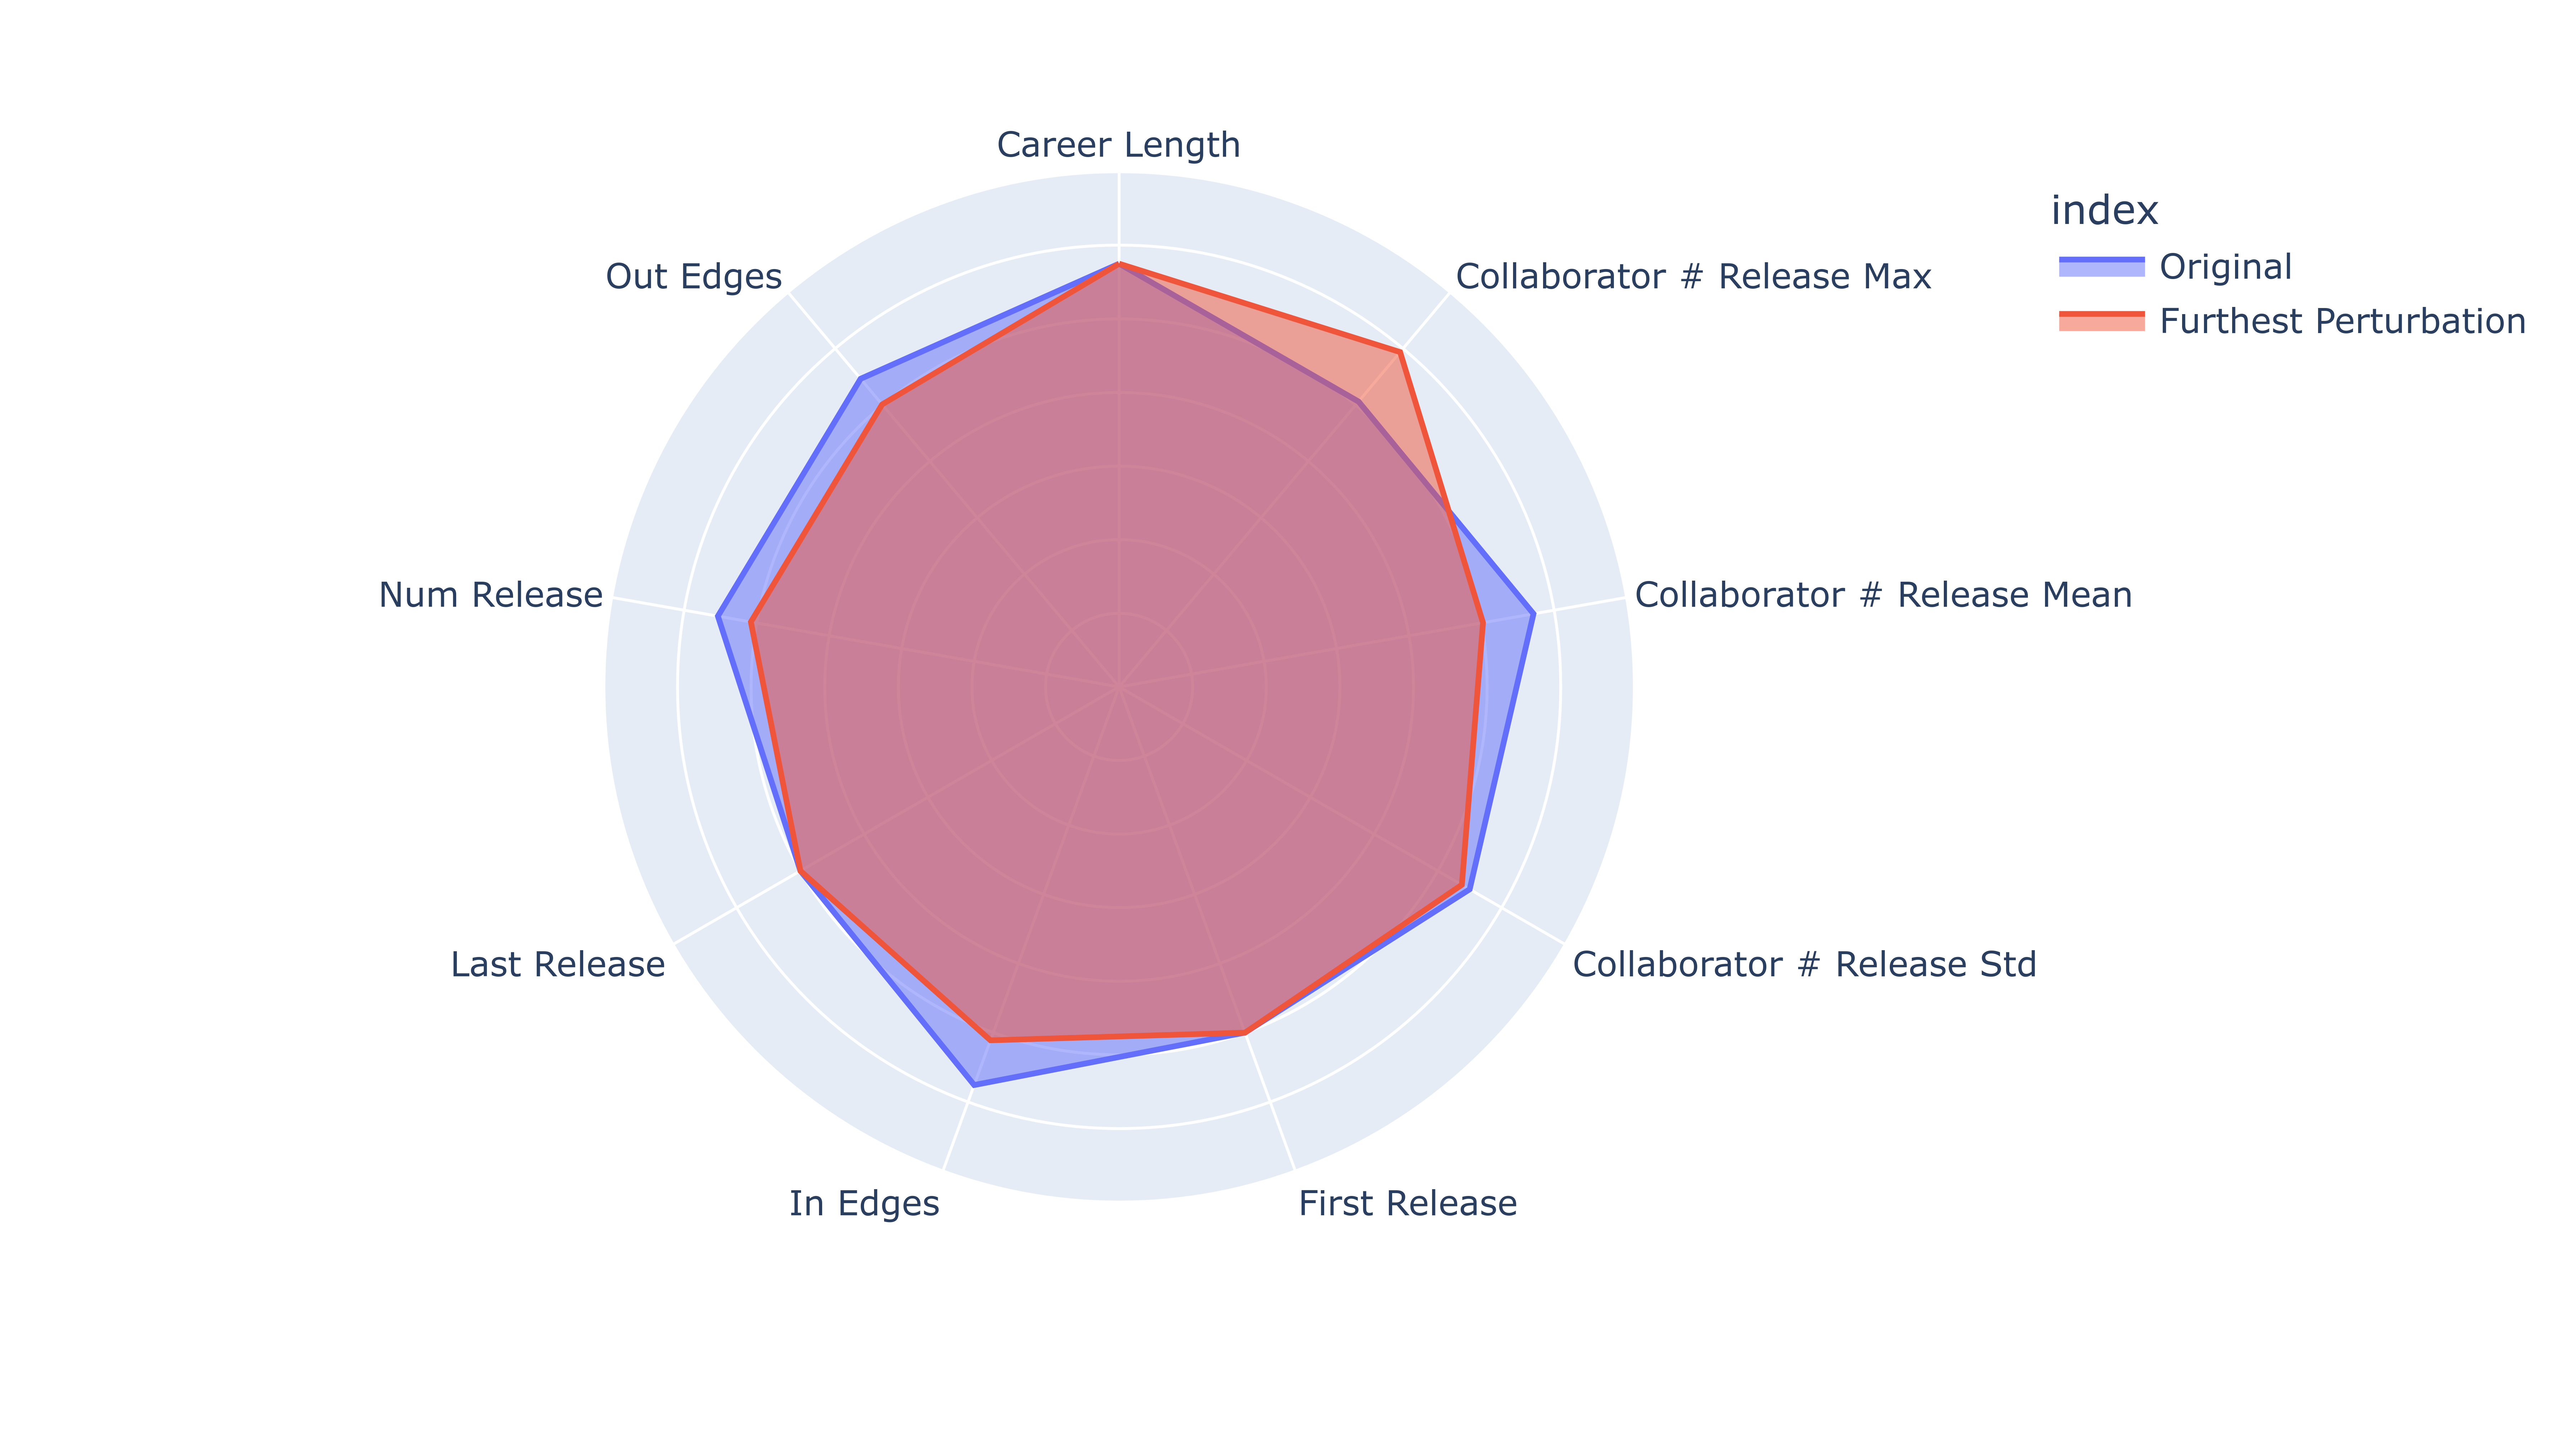 Career Length
Out Edges
Collaborator # Release Max
Num Release
Collaborator # Release Mean
Last Release
Collaborator # Release Std
In Edges
First Release
index
Original
Furthest Perturbation